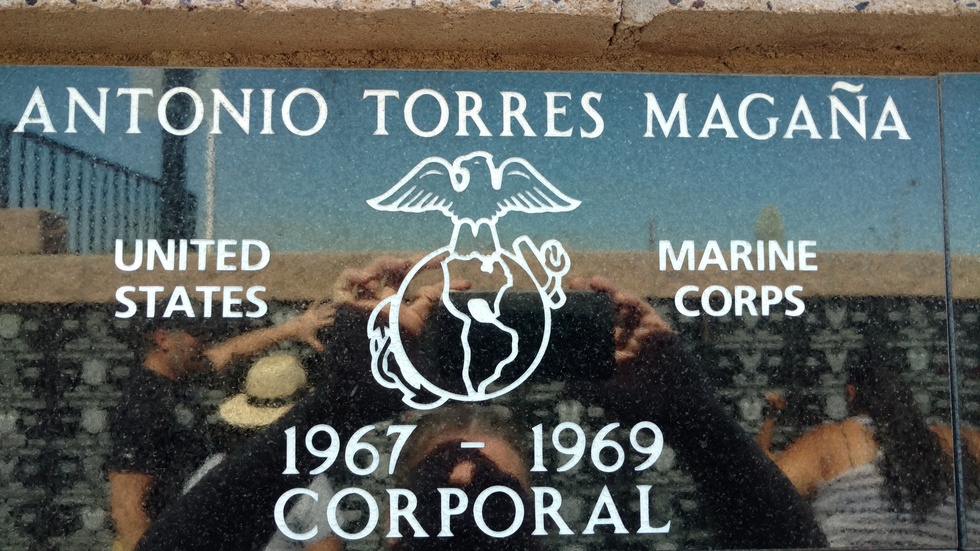 ANTONIO TORRES MAGAÑA
UNITED STATES
MARINE CORPS
1967 - 1969
CORPORAL